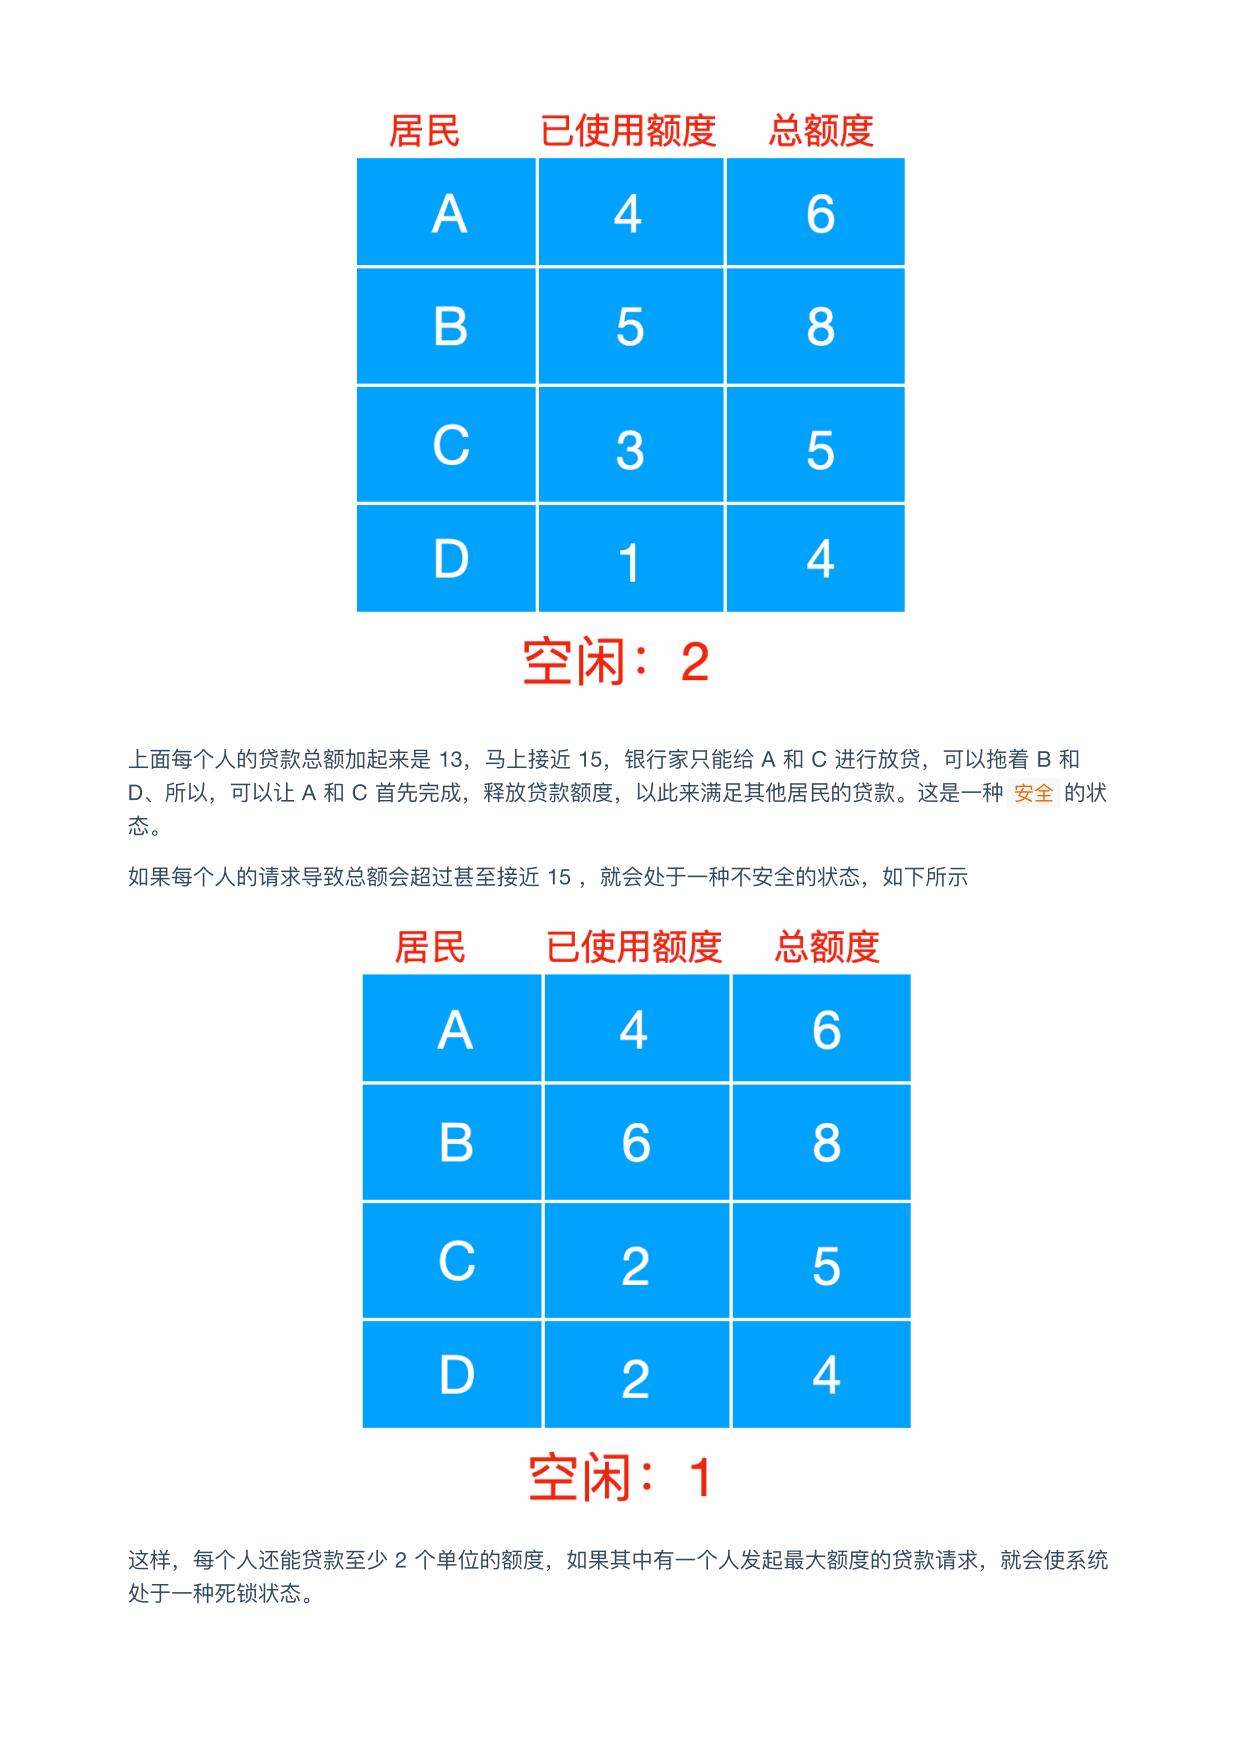 居民 已使用额度 总额度
A 4 6
B 5 8
C 3 5
D 1 4
空闲：2
上面每个人的贷款总额加起来是 13，马上接近 15，银行家只能给 A 和 C 进行放贷，可以拖着 B 和
D、所以，可以让 A 和 C 首先完成，释放贷款额度，以此来满足其他居民的贷款。这是一种 安全 的状
态。
如果每个人的请求导致总额会超过甚至接近 15 ，就会处于一种不安全的状态，如下所示
居民 已使用额度 总额度
A 4 6
B 6 8
C 2 5
D 2 4
空闲：1
这样，每个人还能贷款至少 2 个单位的额度，如果其中有一个人发起最大额度的贷款请求，就会使系统
处于一种死锁状态。